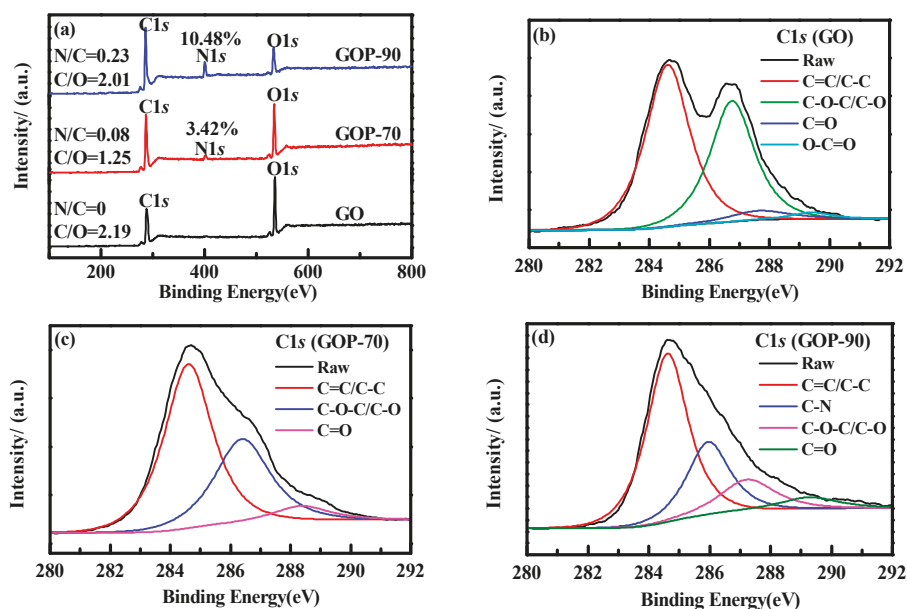 (a)
C1s
10.48%
N1s
O1s
GOP-90
N/C=0.23
C/O=2.01
C1s
3.42%
N1s
O1s
GOP-70
N/C=0.08
C/O=1.25
C1s
O1s
GO
N/C=0
C/O=2.19
Intensity/ (a.u.)
200 400 600 800
Binding Energy(eV)
(b)
C1s (GO)
Raw
C=C/C-C
C-O-C/C-O
C=O
O-C=O
Intensity/ (a.u.)
280 282 284 286 288 290 292
Binding Energy(eV)
(c)
C1s (GOP-70)
Raw
C=C/C-C
C-O-C/C-O
C=O
Intensity/ (a.u.)
280 282 284 286 288 290 292
Binding Energy(eV)
(d)
C1s (GOP-90)
Raw
C=C/C-C
C-N
C-O-C/C-O
C=O
Intensity/ (a.u.)
280 282 284 286 288 290 292
Binding Energy(eV)